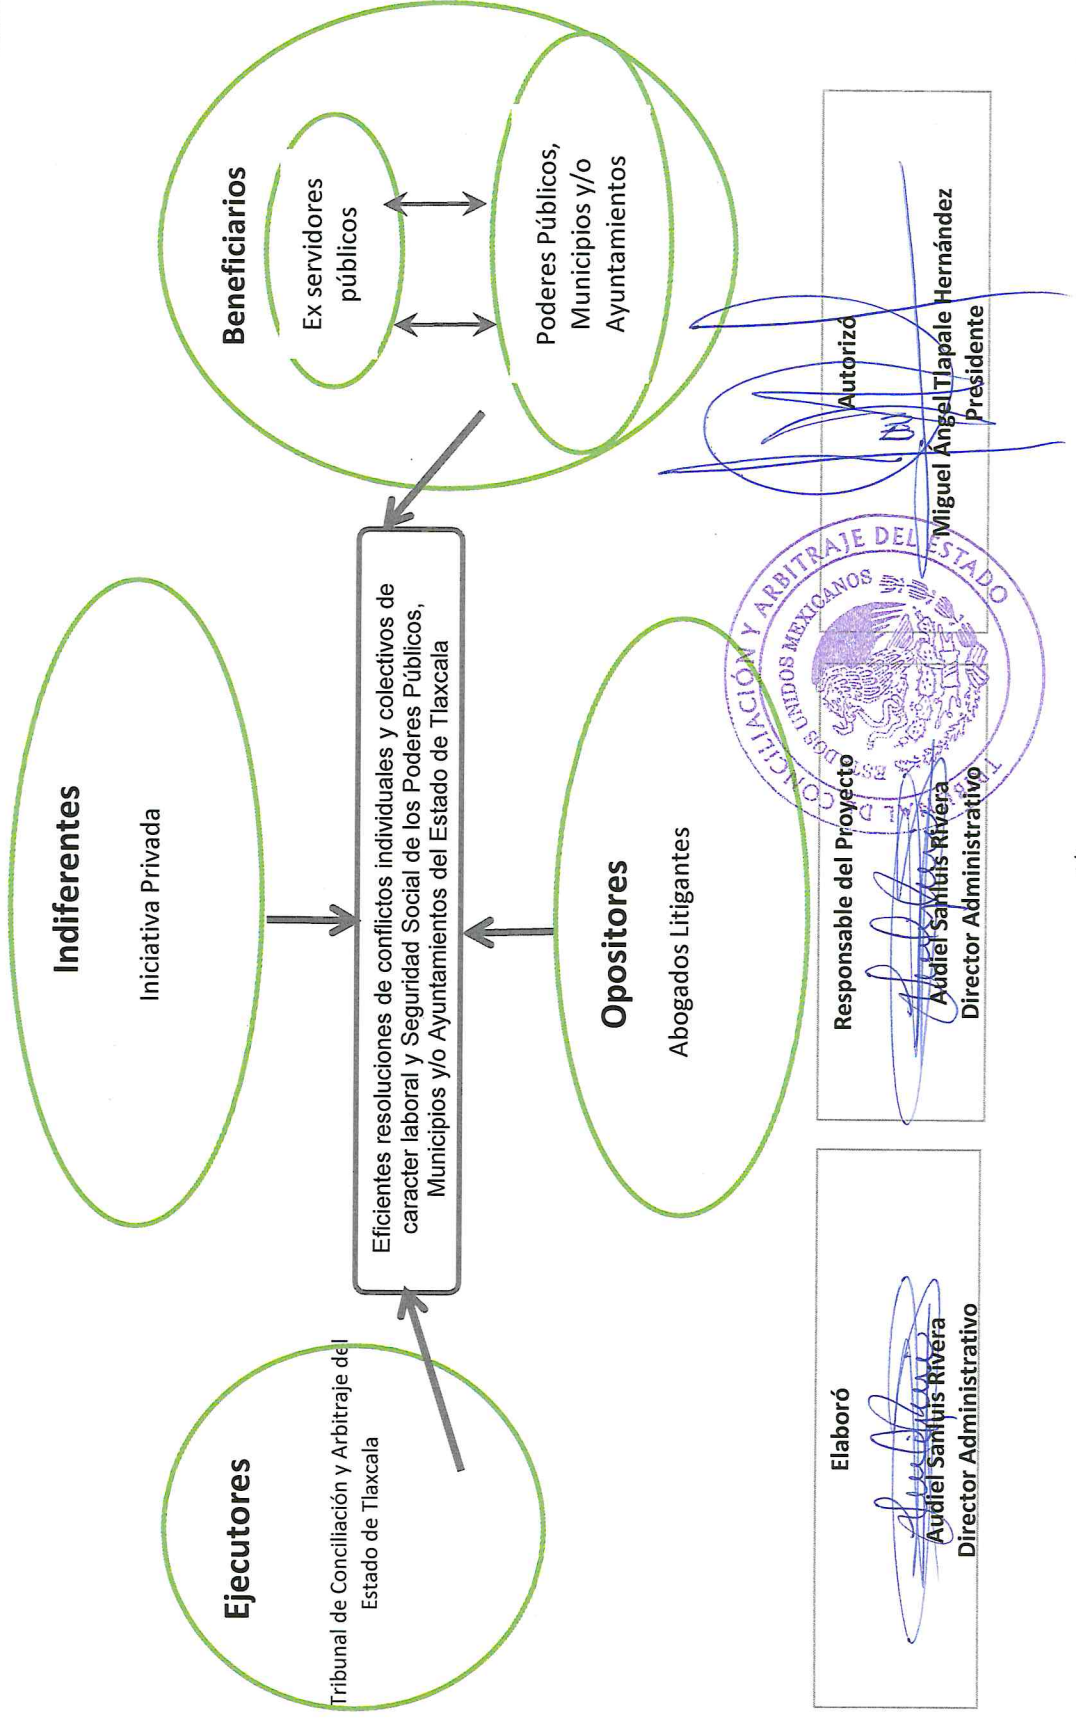 Indiferentes
Iniciativa Privada
Ejecutores
Tribunal de Conciliación y Arbitraje del
Estado de Tlaxcala
Eficientes resoluciones de conflictos individuales y colectivos de
caracter laboral y Seguridad Social de los Poderes Públicos,
Municipios y/o Ayuntamientos del Estado de Tlaxcala
Beneficiarios
Ex servidores
públicos
Poderes Públicos,
Municipios y/o
Ayuntamientos
Opositores
Abogados Litigantes
Elaboró
Audiel Sanluis Rivera
Director Administrativo
Responsable del Proyecto
Audiel Sanluis Rivera
Director Administrativo
Autorizó
Miguel Ángel Tlapale Hernández
Presidente
TRIBUNAL DE CONCILIACIÓN Y ARBITRAJE DEL ESTADO
ESTADOS UNIDOS MEXICANOS